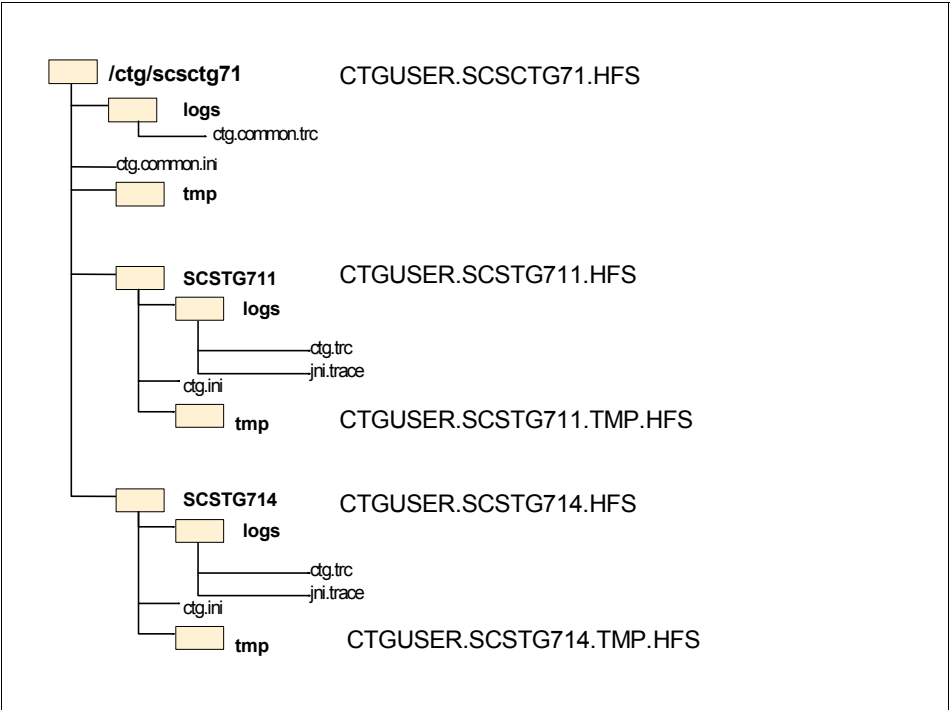 /ctg/scsctg71 CTGUSER.SCSCTG71.HFS
logs
ctg.common.trc
ctg.common.ini
tmp
SCSTG711 CTGUSER.SCSTG711.HFS
logs
ctg.trc
jni.trace
ctg.ini
tmp CTGUSER.SCSTG711.TMP.HFS
SCSTG714 CTGUSER.SCSTG714.HFS
logs
ctg.trc
jni.trace
ctg.ini
tmp CTGUSER.SCSTG714.TMP.HFS